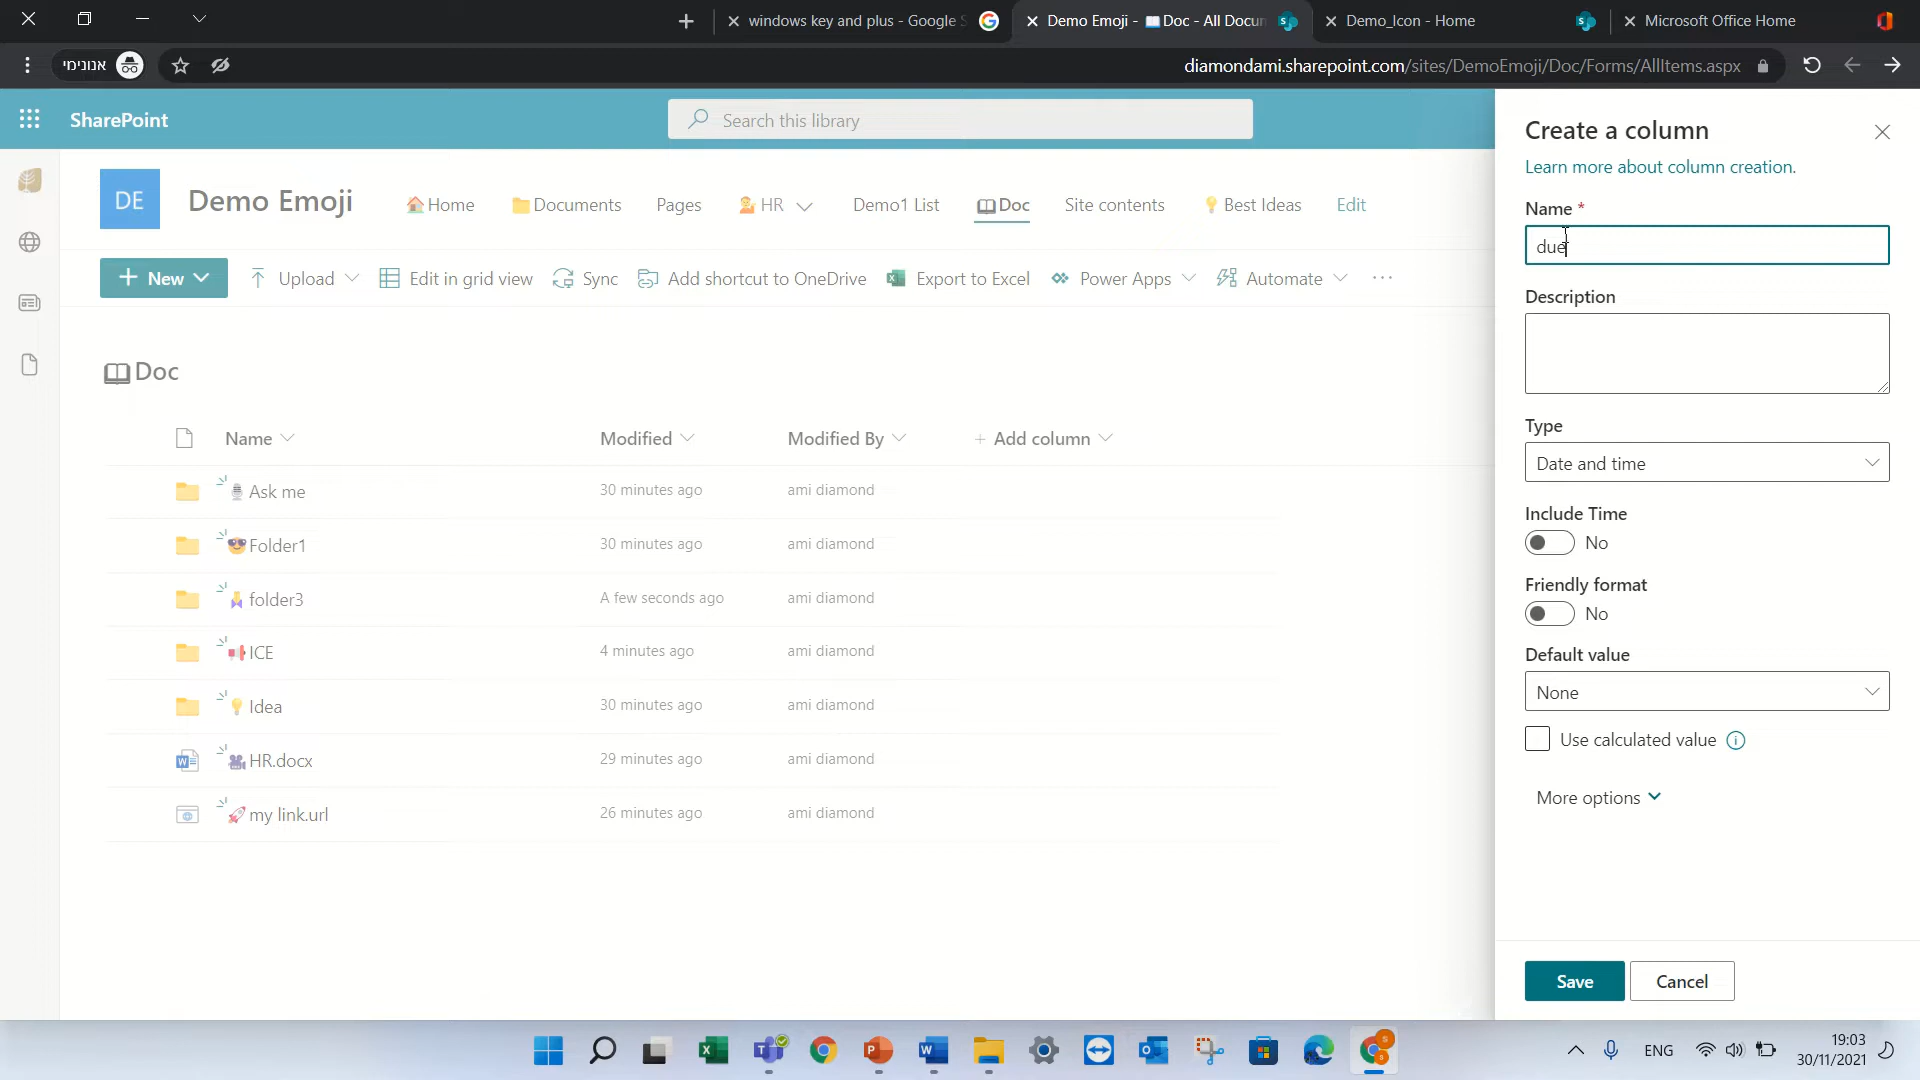 windows key and plus - Google S
Demo Emoji - 📖Doc - All Docun
Demo_Icon - Home
Microsoft Office Home
אנונימי
diamondami.sharepoint.com/sites/DemoEmoji/Doc/Forms/AllItems.aspx
SharePoint
Search this library
DE
Demo Emoji
🏠Home
📁Documents
Pages
💁HR
Demo1 List
📖Doc
Site contents
💡Best Ideas
Edit
+ New
Upload
Edit in grid view
Sync
Add shortcut to OneDrive
Export to Excel
Power Apps
Automate
...
📖Doc
Name
Modified
Modified By
+ Add column
Ask me
30 minutes ago
ami diamond
😎Folder1
30 minutes ago
ami diamond
folder3
A few seconds ago
ami diamond
ICE
4 minutes ago
ami diamond
💡Idea
30 minutes ago
ami diamond
HR.docx
29 minutes ago
ami diamond
🚀my link.url
26 minutes ago
ami diamond
Create a column
Learn more about column creation.
Name *
due
Description
Type
Date and time
Include Time
No
Friendly format
No
Default value
None
Use calculated value
More options
Save
Cancel
ENG
19:03
30/11/2021